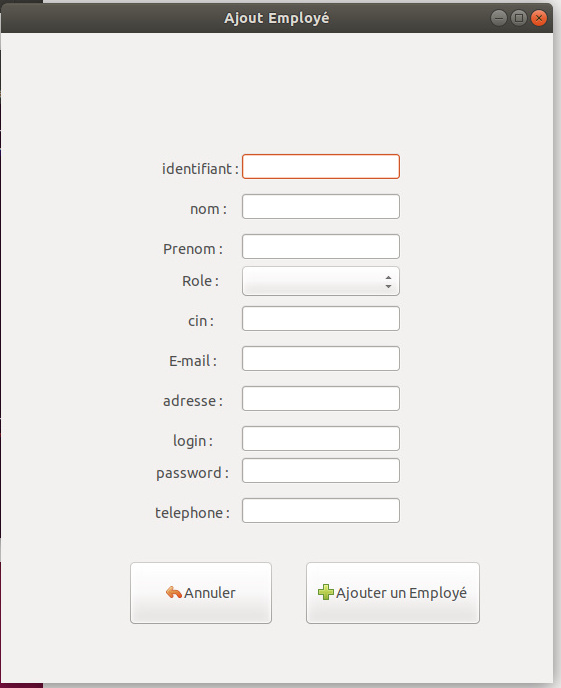 Ajout Employé
identifiant :
nom :
Prenom :
Role :
cin :
E-mail :
adresse :
login :
password :
telephone :
Annuler
Ajouter un Employé